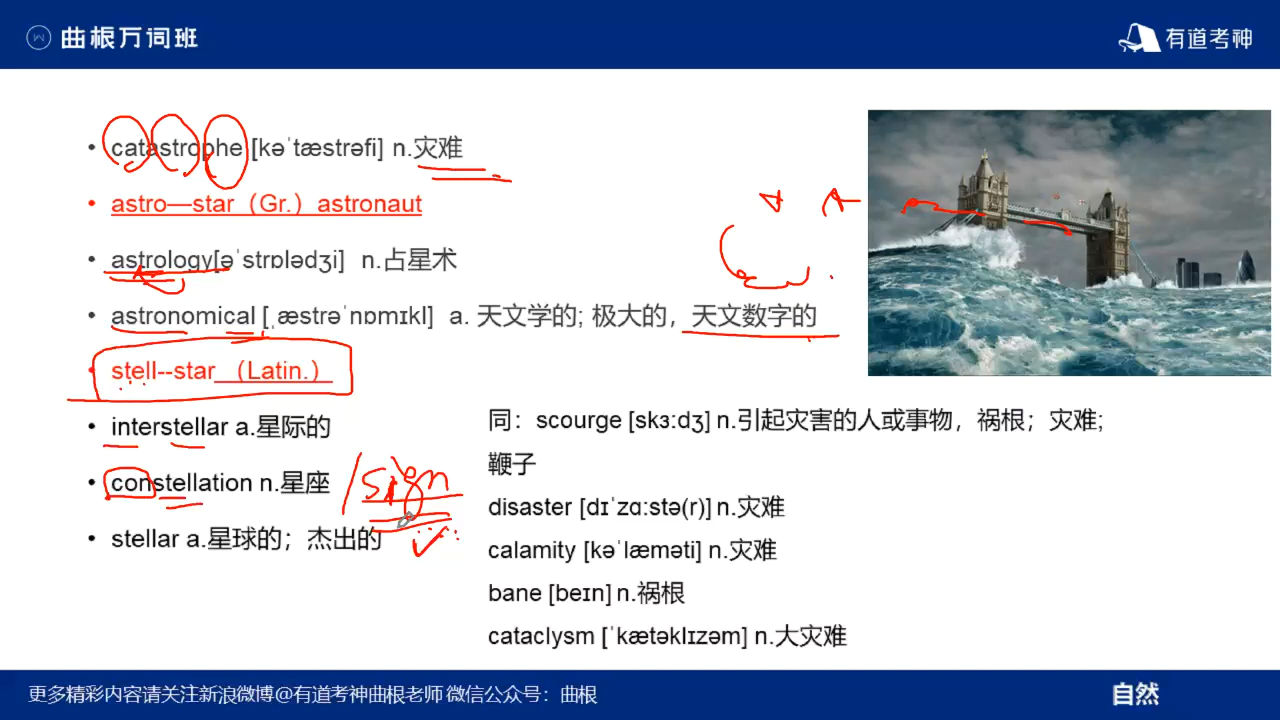 曲根万词班
有道考神
• catastrophe [kəˈtæstrəfi] n.灾难
• astro—star（Gr.）astronaut
• astrology[əˈstrɒlədʒi] n.占星术
• astronomical [ˌæstrəˈnɒmɪkl] a. 天文学的; 极大的，天文数字的
• stell--star （Latin.）
• interstellar a.星际的
• constellation n.星座
sign
• stellar a.星球的；杰出的
同：scourge [skɜːdʒ] n.引起灾害的人或事物，祸根；灾难;
鞭子
disaster [dɪˈzɑːstə(r)] n.灾难
calamity [kəˈlæməti] n.灾难
bane [beɪn] n.祸根
cataclysm [ˈkætəklɪzəm] n.大灾难
更多精彩内容请关注新浪微博@有道考神曲根老师 微信公众号：曲根
自然